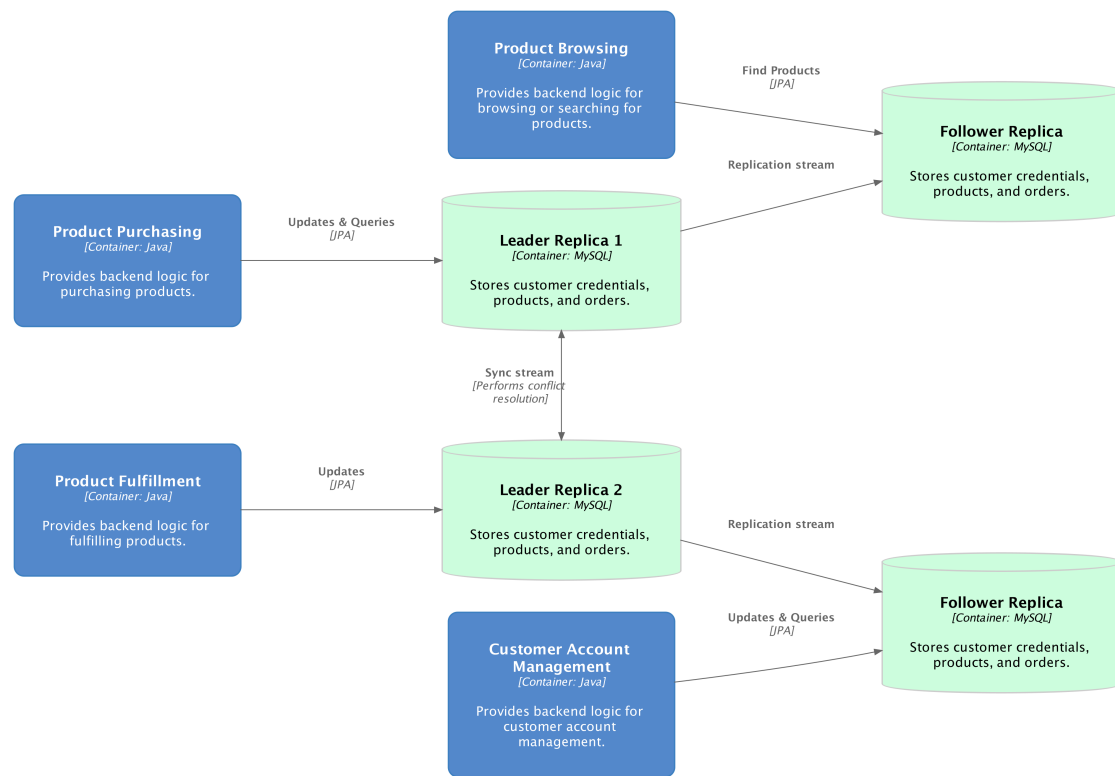 Product Browsing
[Container: Java]
Provides backend logic for
browsing or searching for
products.
Find Products
[JPA]
Follower Replica
[Container: MySQL]
Stores customer credentials,
products, and orders.
Replication stream
Product Purchasing
[Container: Java]
Provides backend logic for
purchasing products.
Updates & Queries
[JPA]
Leader Replica 1
[Container: MySQL]
Stores customer credentials,
products, and orders.
Sync stream
[Performs conflict
resolution]
Product Fulfillment
[Container: Java]
Provides backend logic for
fulfilling products.
Updates
[JPA]
Leader Replica 2
[Container: MySQL]
Stores customer credentials,
products, and orders.
Replication stream
Follower Replica
[Container: MySQL]
Stores customer credentials,
products, and orders.
Updates & Queries
[JPA]
Customer Account
Management
[Container: Java]
Provides backend logic for
customer account
management.